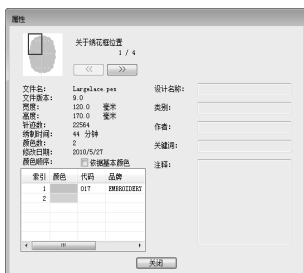 属性
关于绣花框位置
1 / 4
<< >>
文件名: Largelace.pes
文件版本: 9.0
宽度: 120.0 毫米
高度: 170.0 毫米
针迹数: 22564
绣制时间: 44 分钟
颜色数: 2
修改日期: 2010/5/27
颜色顺序: 依据基本颜色
索引 颜色 代码 品牌
1 017 EMBROIDERY
2
设计名称:
类别:
作者:
关键词:
注释:
关闭